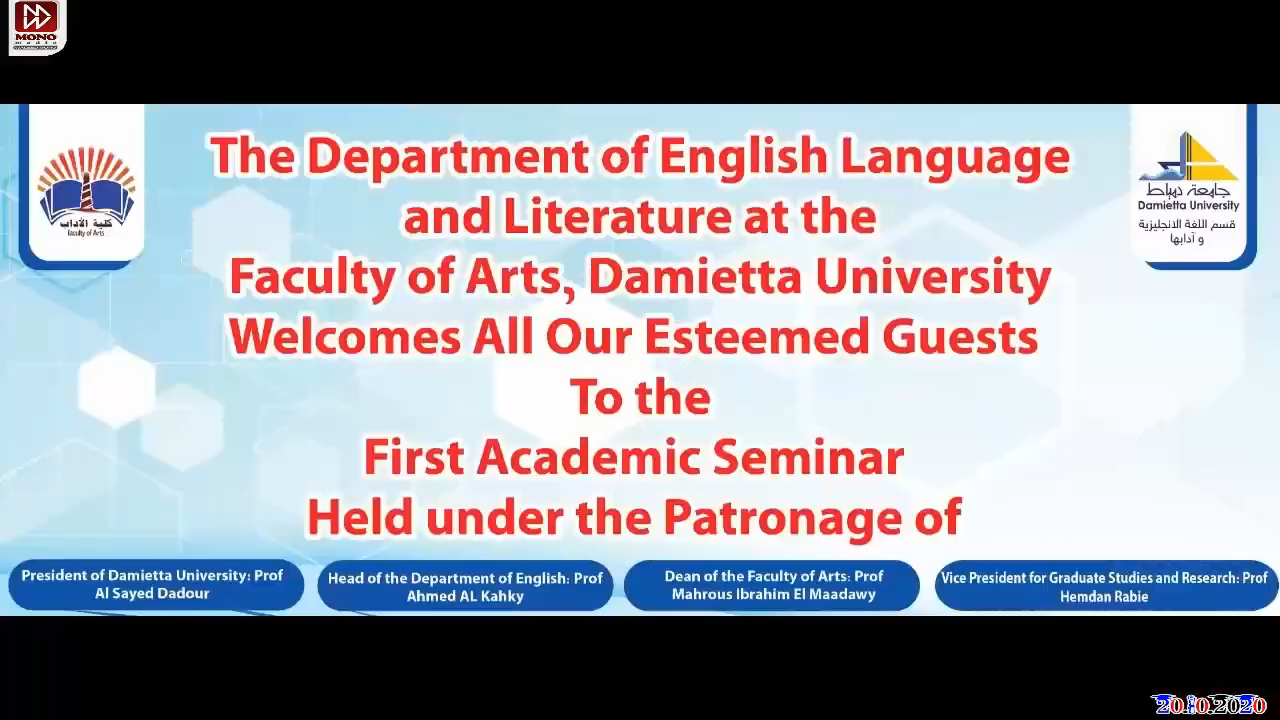 MONO
media
The Department of English Language
and Literature at the
Faculty of Arts, Damietta University
Welcomes All Our Esteemed Guests
To the
First Academic Seminar
Held under the Patronage of
كلية الآداب
faculty of Arts
جامعة دمياط
Damietta University
قسم اللغة الانجليزية
و آدابها
President of Damietta University: Prof
Al Sayed Dadour
Head of the Department of English: Prof
Ahmed AL Kahky
Dean of the Faculty of Arts: Prof
Mahrous Ibrahim El Maadawy
Vice President for Graduate Studies and Research: Prof
Hemdan Rabie
20.10.2020